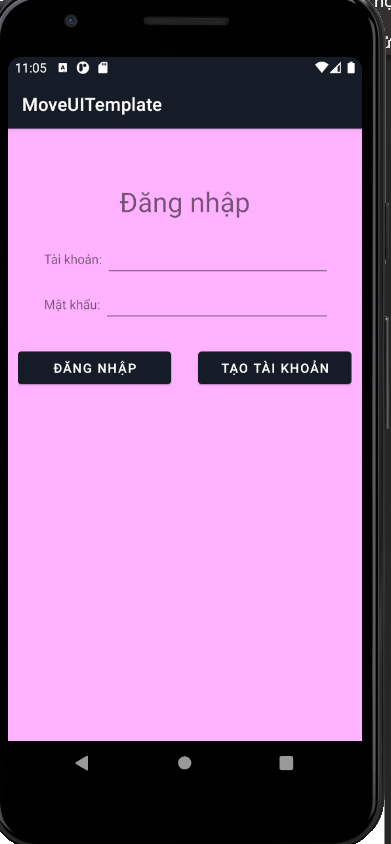 11:05
MoveUITemplate
Đăng nhập
Tài khoản:
Mật khẩu:
ĐĂNG NHẬP
TẠO TÀI KHOẢN